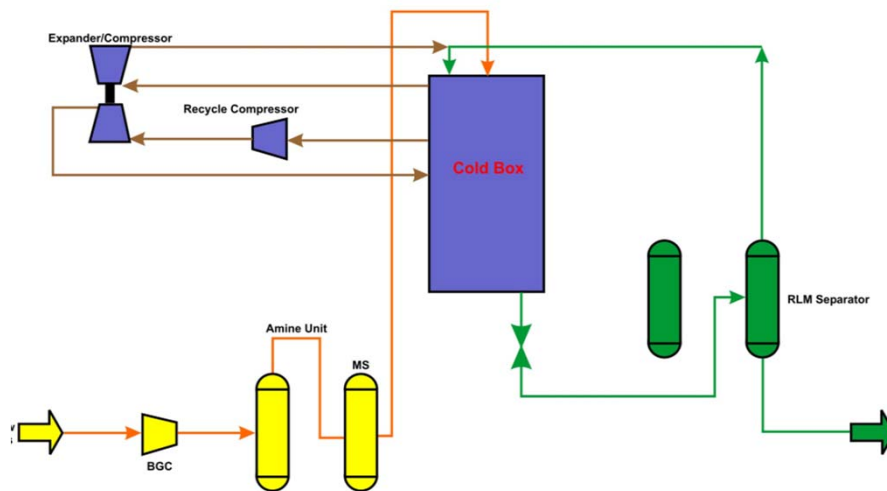 Expander/Compressor
Recycle Compressor
Cold Box
RLM Separator
Amine Unit
MS
BGC